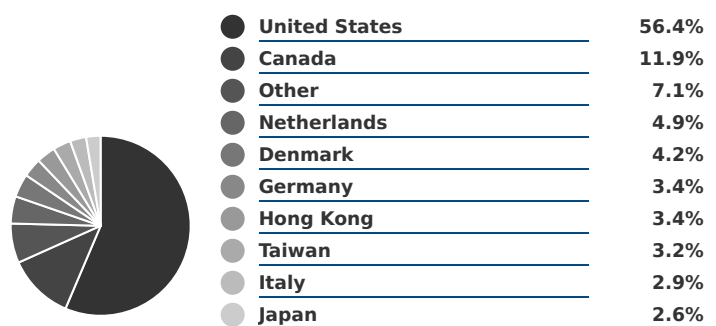 United States 56.4%
Canada 11.9%
Other 7.1%
Netherlands 4.9%
Denmark 4.2%
Germany 3.4%
Hong Kong 3.4%
Taiwan 3.2%
Italy 2.9%
Japan 2.6%